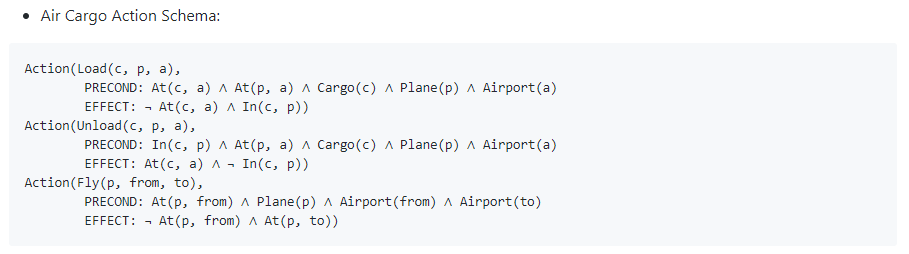 • Air Cargo Action Schema:
Action(Load(c, p, a),
PRECOND: At(c, a) ∧ At(p, a) ∧ Cargo(c) ∧ Plane(p) ∧ Airport(a)
EFFECT: ¬ At(c, a) ∧ In(c, p))
Action(Unload(c, p, a),
PRECOND: In(c, p) ∧ At(p, a) ∧ Cargo(c) ∧ Plane(p) ∧ Airport(a)
EFFECT: At(c, a) ∧ ¬ In(c, p))
Action(Fly(p, from, to),
PRECOND: At(p, from) ∧ Plane(p) ∧ Airport(from) ∧ Airport(to)
EFFECT: ¬ At(p, from) ∧ At(p, to))